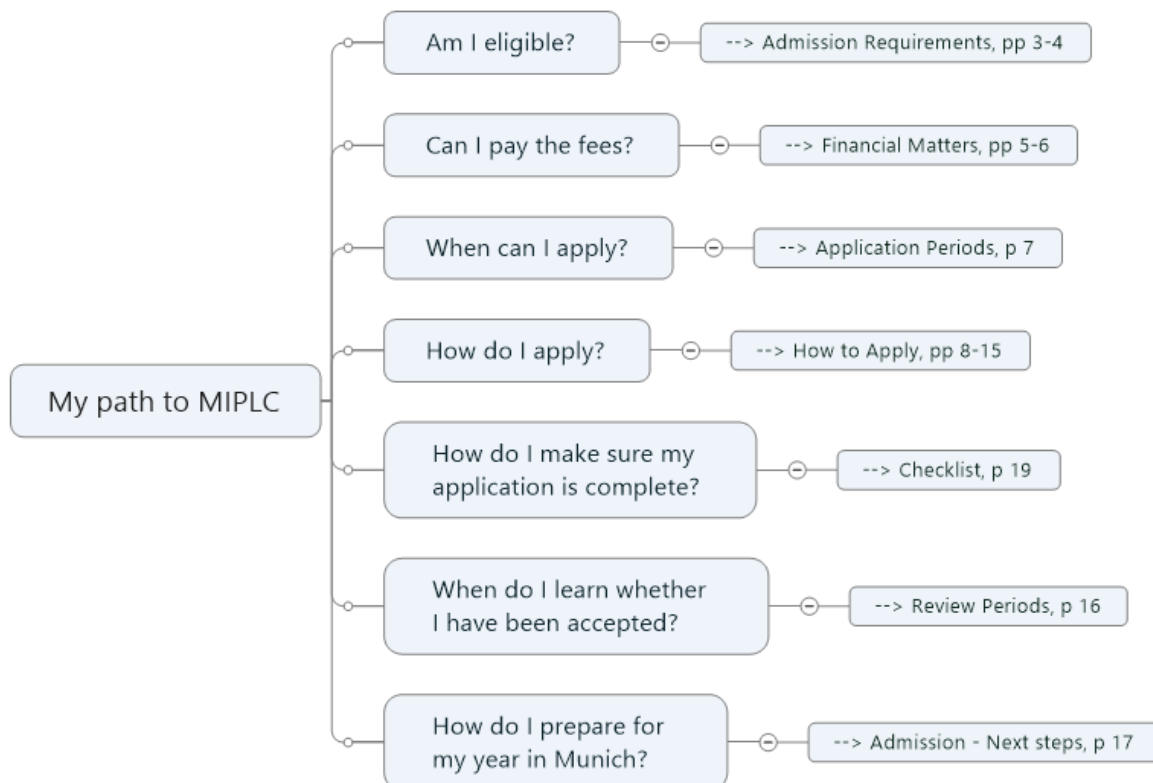 Am I eligible?
--> Admission Requirements, pp 3-4
Can I pay the fees?
--> Financial Matters, pp 5-6
When can I apply?
--> Application Periods, p 7
How do I apply?
--> How to Apply, pp 8-15
My path to MIPLC
How do I make sure my
application is complete?
--> Checklist, p 19
When do I learn whether
I have been accepted?
--> Review Periods, p 16
How do I prepare for
my year in Munich?
--> Admission - Next steps, p 17